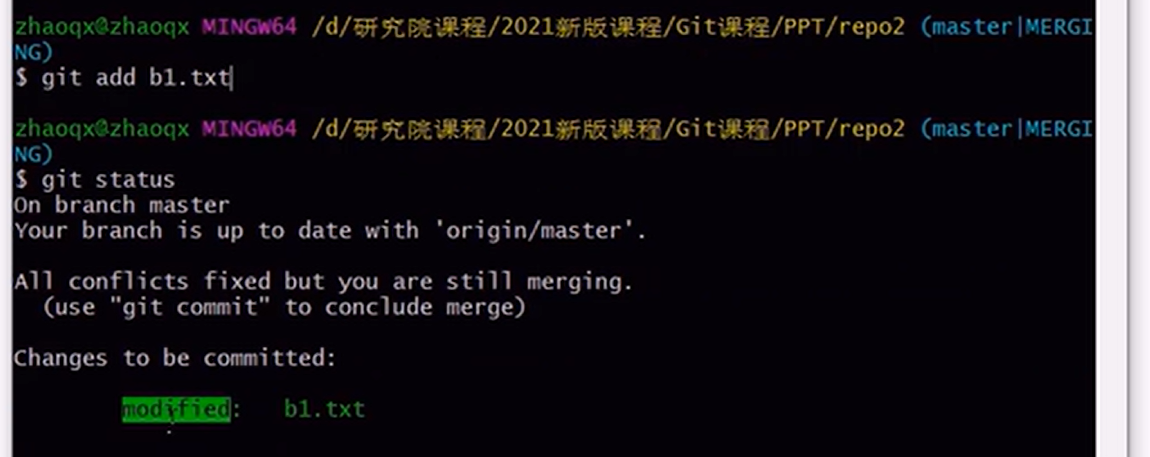 zhaoqx@zhaoqx MINGW64 /d/研究院课程/2021新版课程/Git课程/PPT/repo2 (master|MERGI
NG)
$ git add b1.txt
zhaoqx@zhaoqx MINGW64 /d/研究院课程/2021新版课程/Git课程/PPT/repo2 (master|MERGI
NG)
$ git status
On branch master
Your branch is up to date with 'origin/master'.
All conflicts fixed but you are still merging.
(use "git commit" to conclude merge)
Changes to be committed:
modified: b1.txt